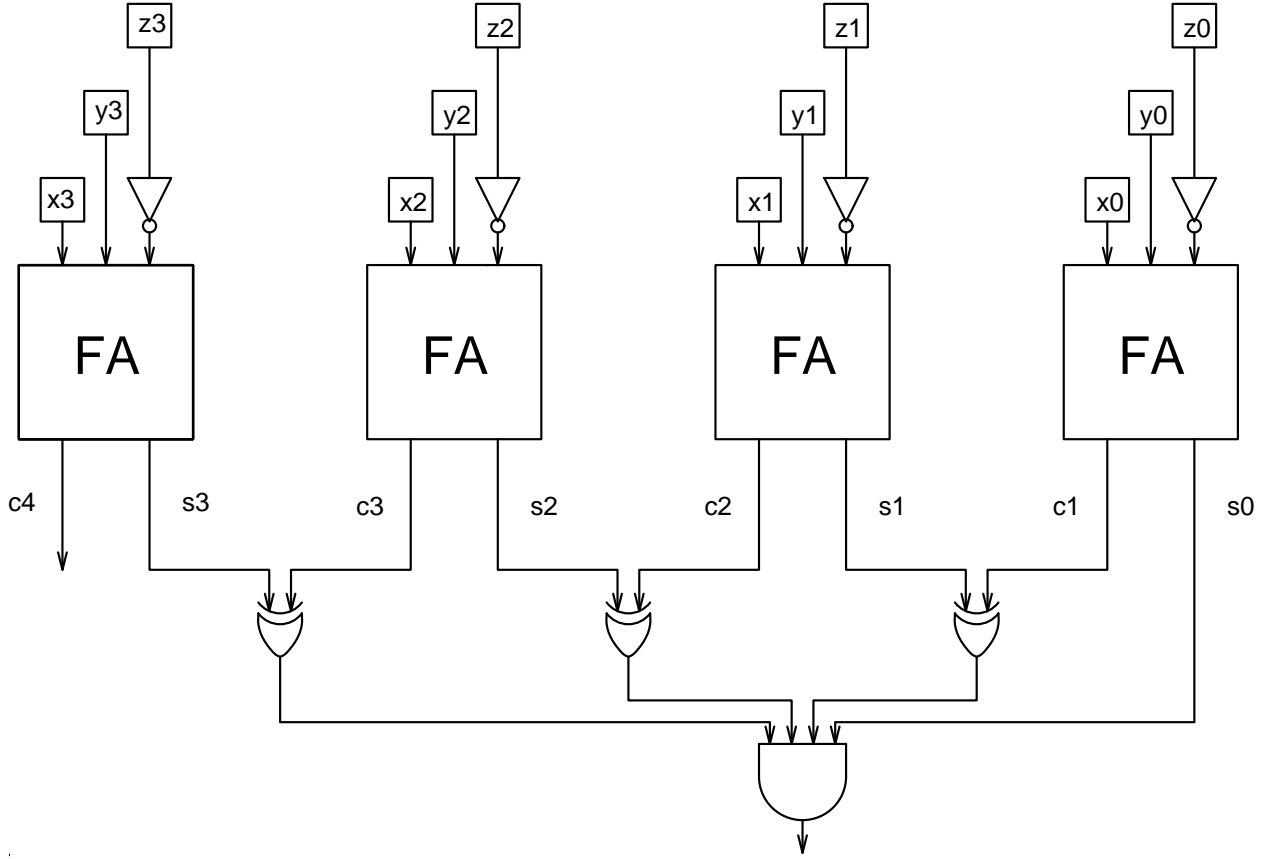 z3 z2 z1 z0
y3 y2 y1 y0
x3 x2 x1 x0
FA FA FA FA
c4 s3 c3 s2 c2 s1 c1 s0